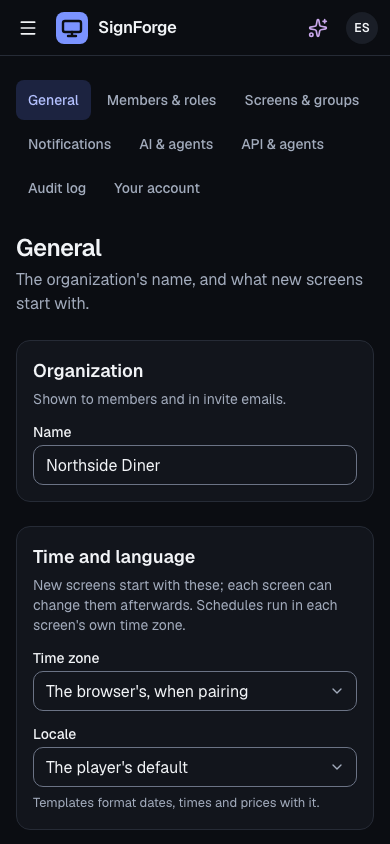 SignForge
ES
General
Members & roles
Screens & groups
Notifications
AI & agents
API & agents
Audit log
Your account
General
The organization's name, and what new screens
start with.
Organization
Shown to members and in invite emails.
Name
Northside Diner
Time and language
New screens start with these; each screen can
change them afterwards. Schedules run in each
screen's own time zone.
Time zone
The browser's, when pairing
Locale
The player's default
Templates format dates, times and prices with it.